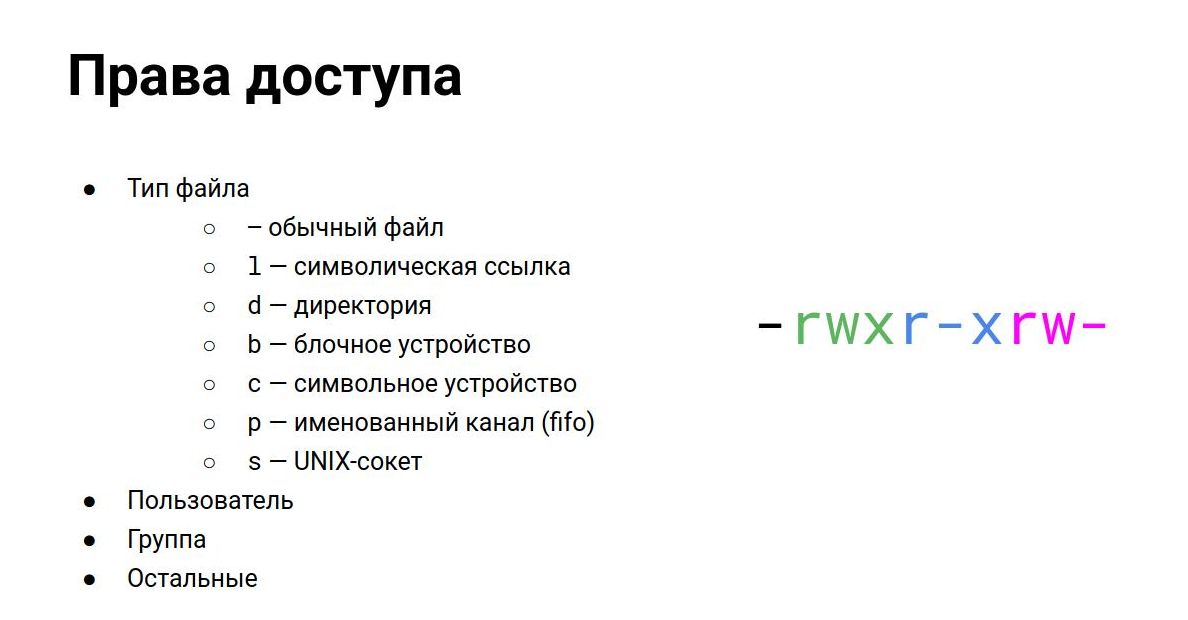 Права доступа
● Тип файла
○ – обычный файл
○ l — символическая ссылка
○ d — директория
○ b — блочное устройство
○ c — символьное устройство
○ p — именованный канал (fifo)
○ s — UNIX-сокет
● Пользователь
● Группа
● Остальные
-rwxr-xrw-